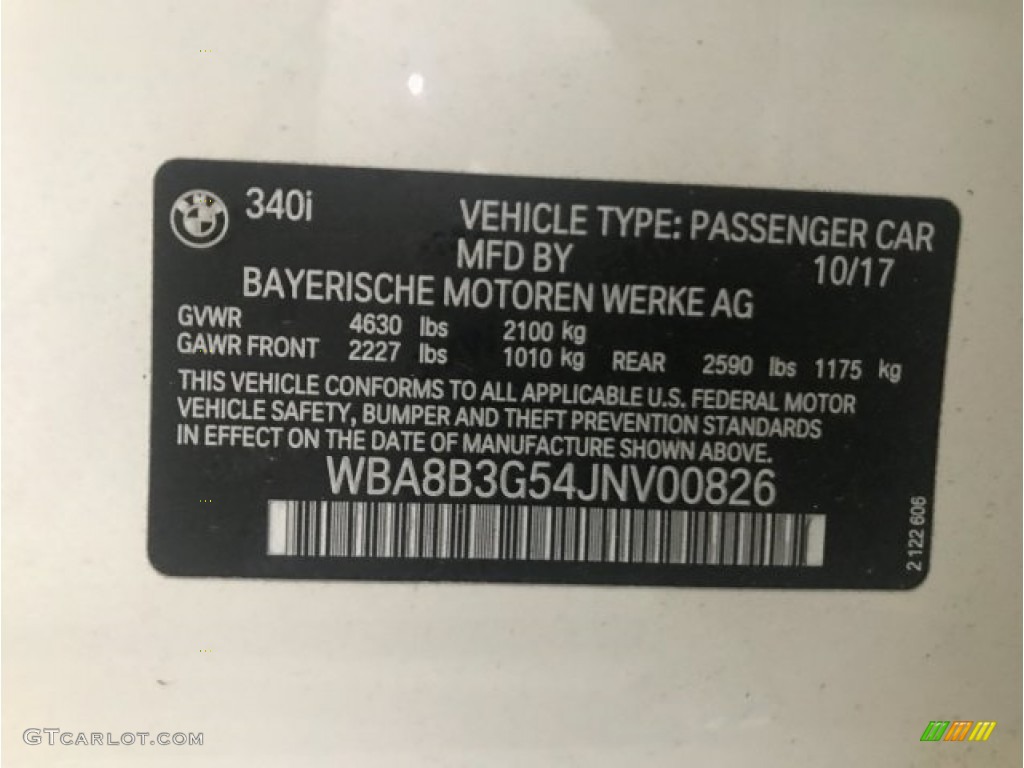 340i
VEHICLE TYPE: PASSENGER CAR
MFD BY 10/17
BAYERISCHE MOTOREN WERKE AG
GVWR 4630 lbs 2100 kg
GAWR FRONT 2227 lbs 1010 kg REAR 2590 lbs 1175 kg
THIS VEHICLE CONFORMS TO ALL APPLICABLE U.S. FEDERAL MOTOR
VEHICLE SAFETY, BUMPER AND THEFT PREVENTION STANDARDS
IN EFFECT ON THE DATE OF MANUFACTURE SHOWN ABOVE.
WBA8B3G54JNV00826
2 122 606
GTCARLOT.COM